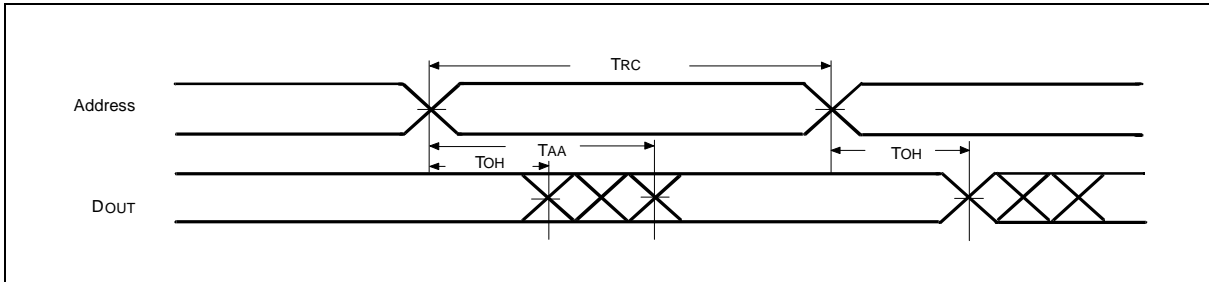 TRC
Address
TAA
TOH
TOH
DOUT